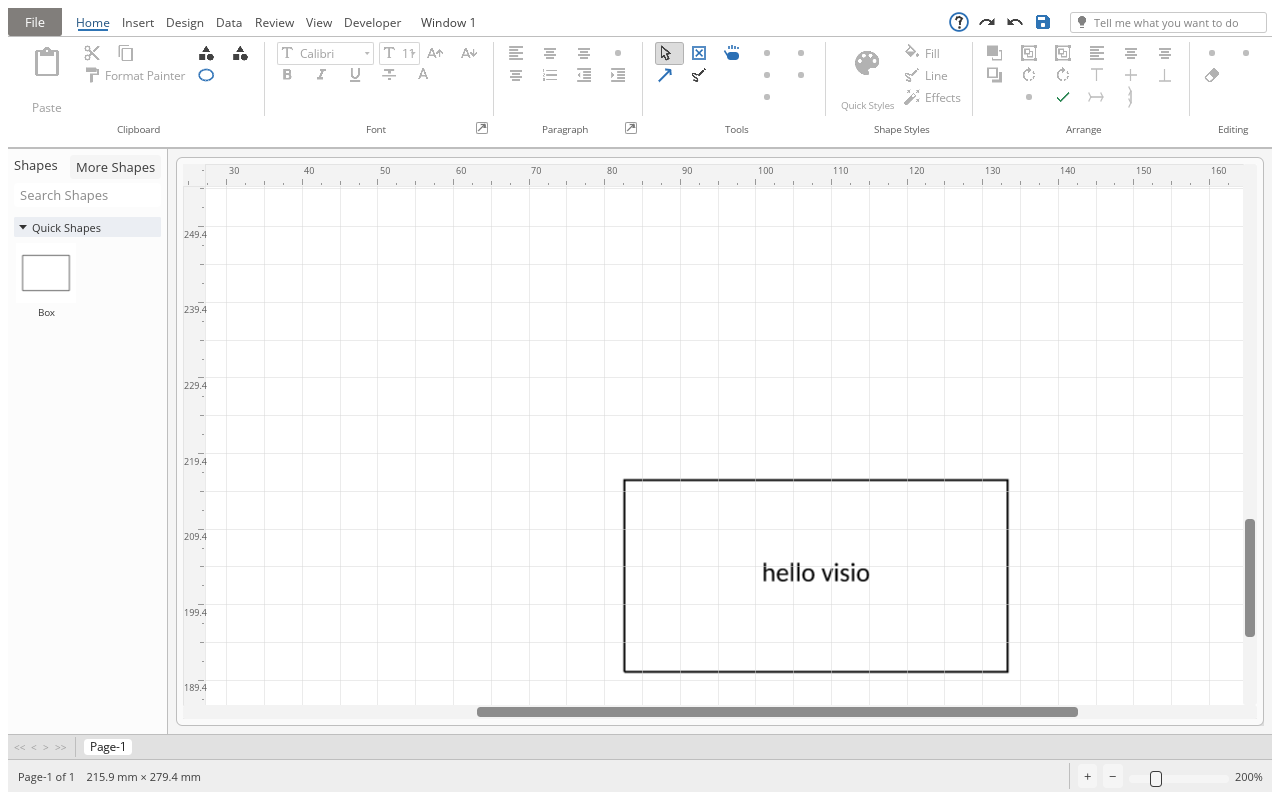 File Home Insert Design Data Review View Developer Window 1 Tell me what you want to do
Calibri 11
Format Painter
Paste
Fill
Line
Quick Styles Effects
Clipboard Font Paragraph Tools Shape Styles Arrange Editing
Shapes More Shapes
Search Shapes
Quick Shapes
Box
30 40 50 60 70 80 90 100 110 120 130 140 150 160
249.4
239.4
229.4
219.4
209.4
199.4
189.4
hello visio
<< < > >> Page-1
Page-1 of 1 215.9 mm × 279.4 mm + − 200%